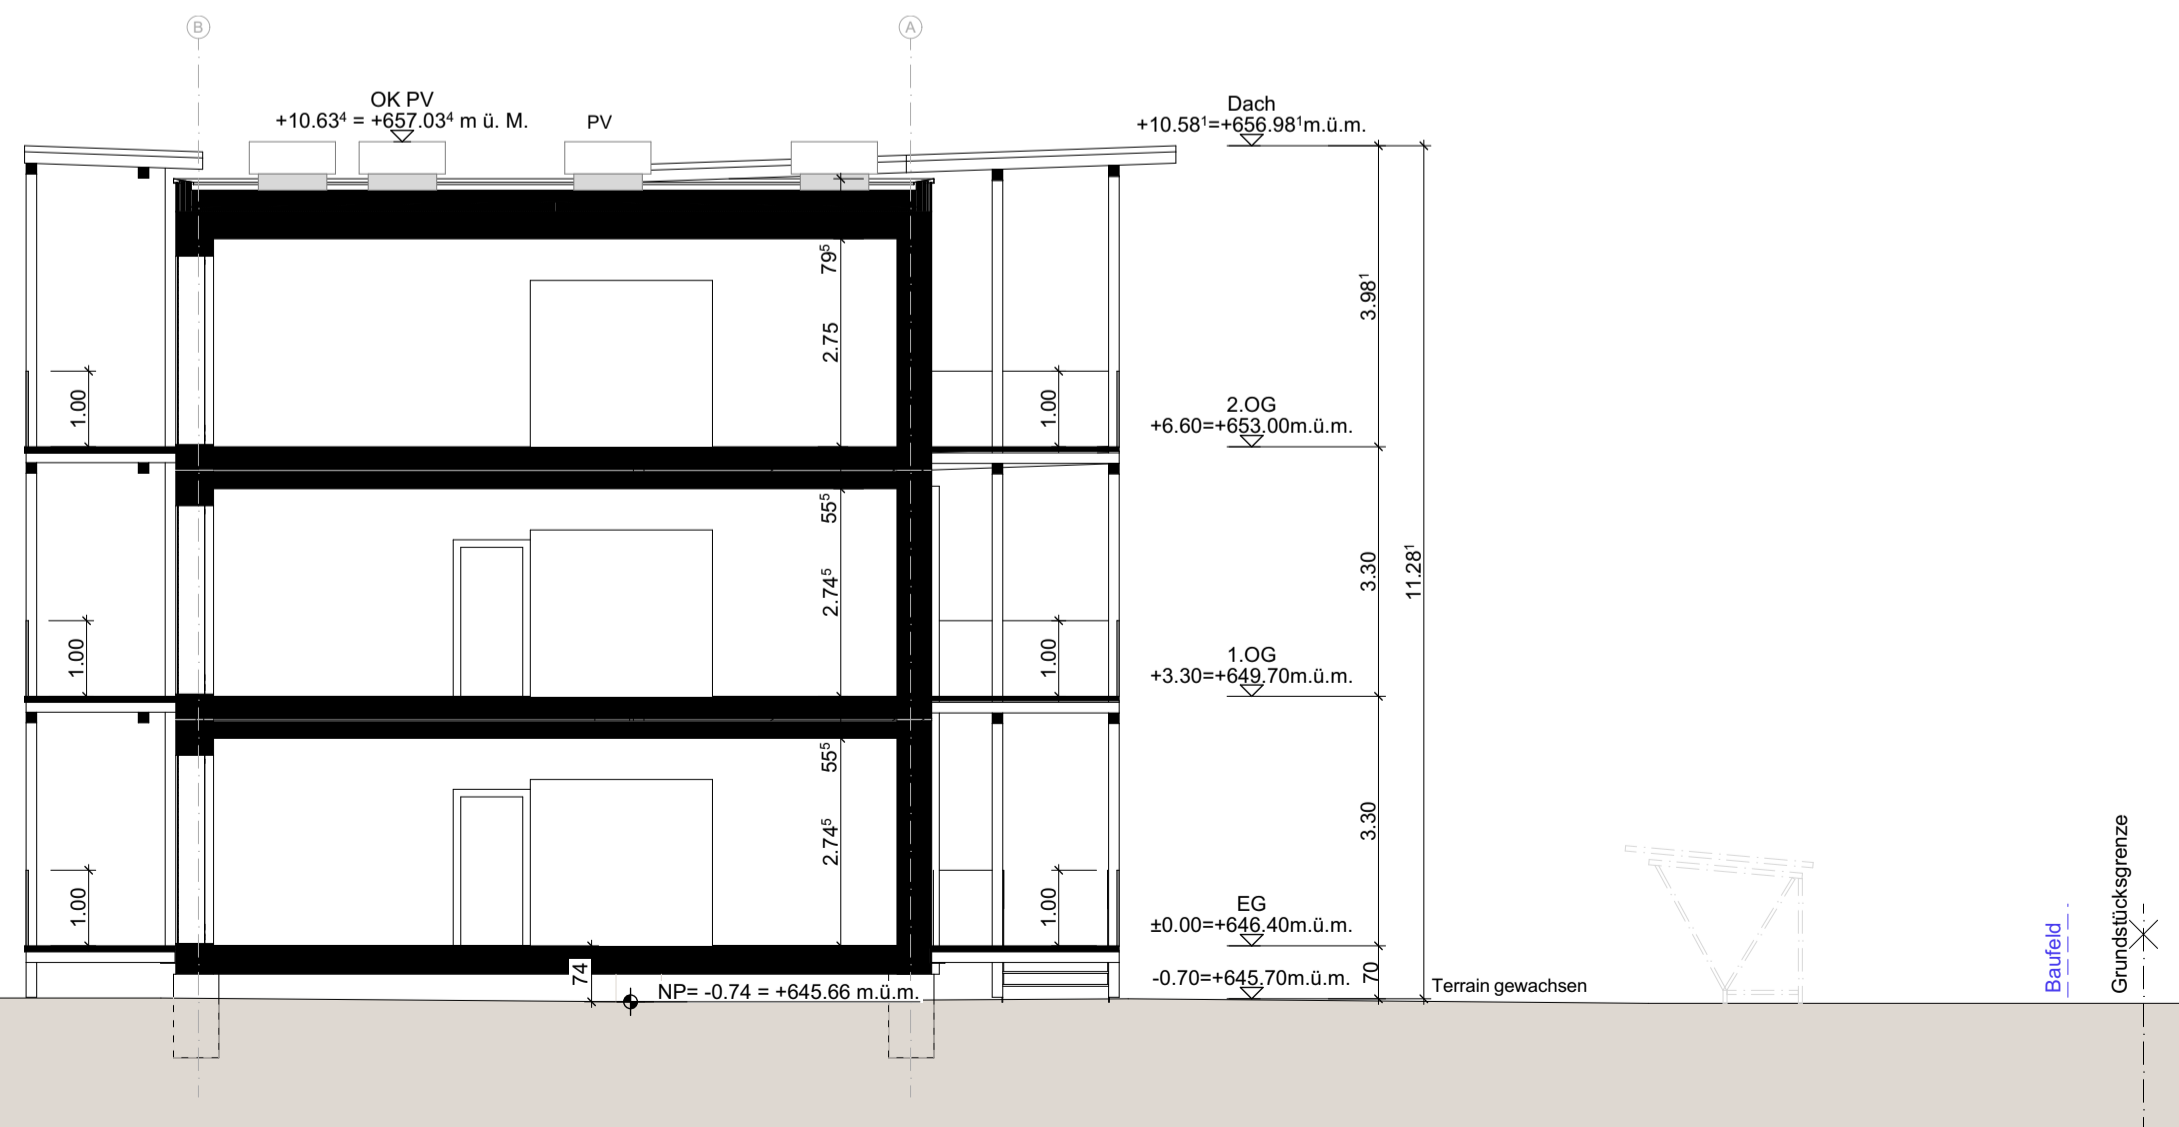 B
A
OK PV
+10.63⁴ = +657.03⁴ m ü. M.
PV
Dach
+10.58¹=+656.98¹m.ü.m.
79⁵
3.98¹
2.75
1.00
1.00
2.OG
+6.60=+653.00m.ü.m.
55⁵
2.74⁵
3.30
11.28¹
1.00
1.00
1.OG
+3.30=+649.70m.ü.m.
55⁵
2.74⁵
3.30
1.00
1.00
EG
±0.00=+646.40m.ü.m.
74
-0.70=+645.70m.ü.m.
70
NP= -0.74 = +645.66 m.ü.m.
Terrain gewachsen
Baufeld
Grundstücksgrenze